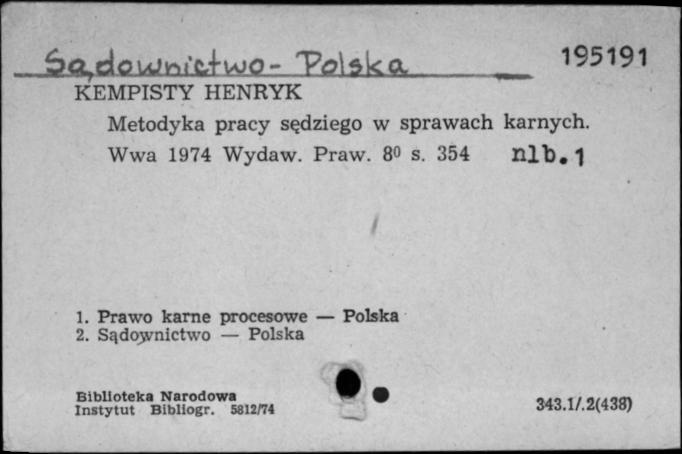 Sądownictwo - Polska 195191
KEMPISTY HENRYK
Metodyka pracy sędziego w sprawach karnych.
Wwa 1974 Wydaw. Praw. 8⁰ s. 354 nlb. 1
1. Prawo karne procesowe — Polska
2. Sądownictwo — Polska
Biblioteka Narodowa
Instytut Bibliogr. 5812/74 343.1/.2(438)